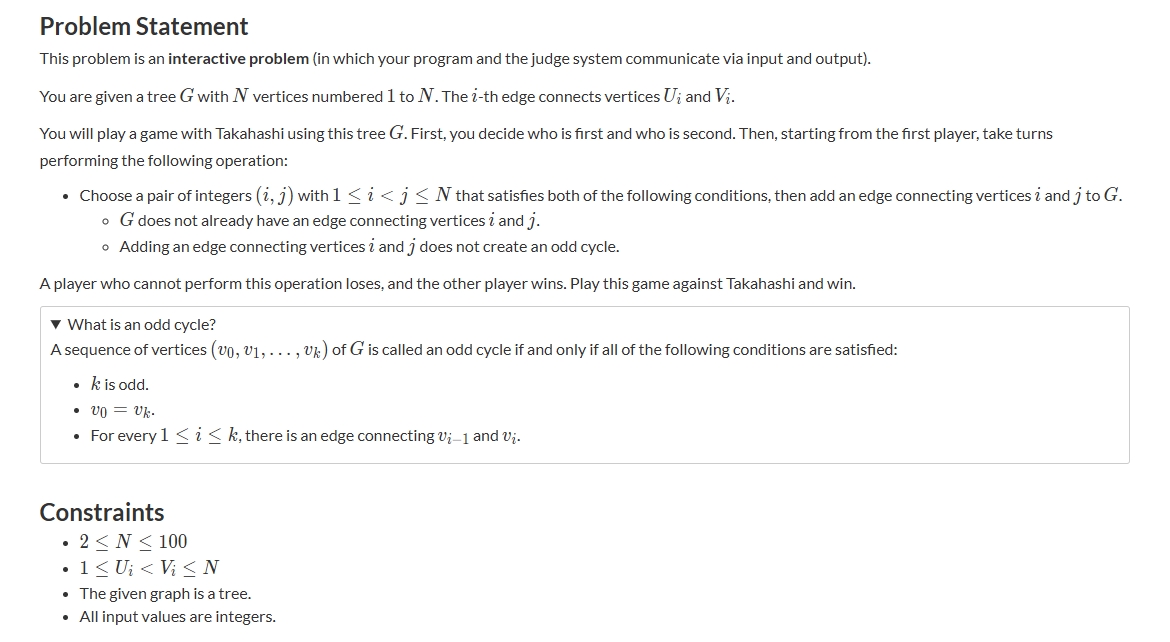 Problem Statement
This problem is an interactive problem (in which your program and the judge system communicate via input and output).
You are given a tree G with N vertices numbered 1 to N. The i-th edge connects vertices U_i and V_i.
You will play a game with Takahashi using this tree G. First, you decide who is first and who is second. Then, starting from the first player, take turns
performing the following operation:
• Choose a pair of integers (i, j) with 1 ≤ i < j ≤ N that satisfies both of the following conditions, then add an edge connecting vertices i and j to G.
◦ G does not already have an edge connecting vertices i and j.
◦ Adding an edge connecting vertices i and j does not create an odd cycle.
A player who cannot perform this operation loses, and the other player wins. Play this game against Takahashi and win.
▼ What is an odd cycle?
A sequence of vertices (v_0, v_1, . . . , v_k) of G is called an odd cycle if and only if all of the following conditions are satisfied:
• k is odd.
• v_0 = v_k.
• For every 1 ≤ i ≤ k, there is an edge connecting v_{i−1} and v_i.
Constraints
• 2 ≤ N ≤ 100
• 1 ≤ U_i < V_i ≤ N
• The given graph is a tree.
• All input values are integers.